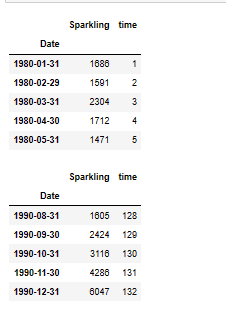 Sparkling time
Date
1980-01-31 1686 1
1980-02-29 1591 2
1980-03-31 2304 3
1980-04-30 1712 4
1980-05-31 1471 5
Sparkling time
Date
1990-08-31 1605 128
1990-09-30 2424 129
1990-10-31 3116 130
1990-11-30 4286 131
1990-12-31 6047 132